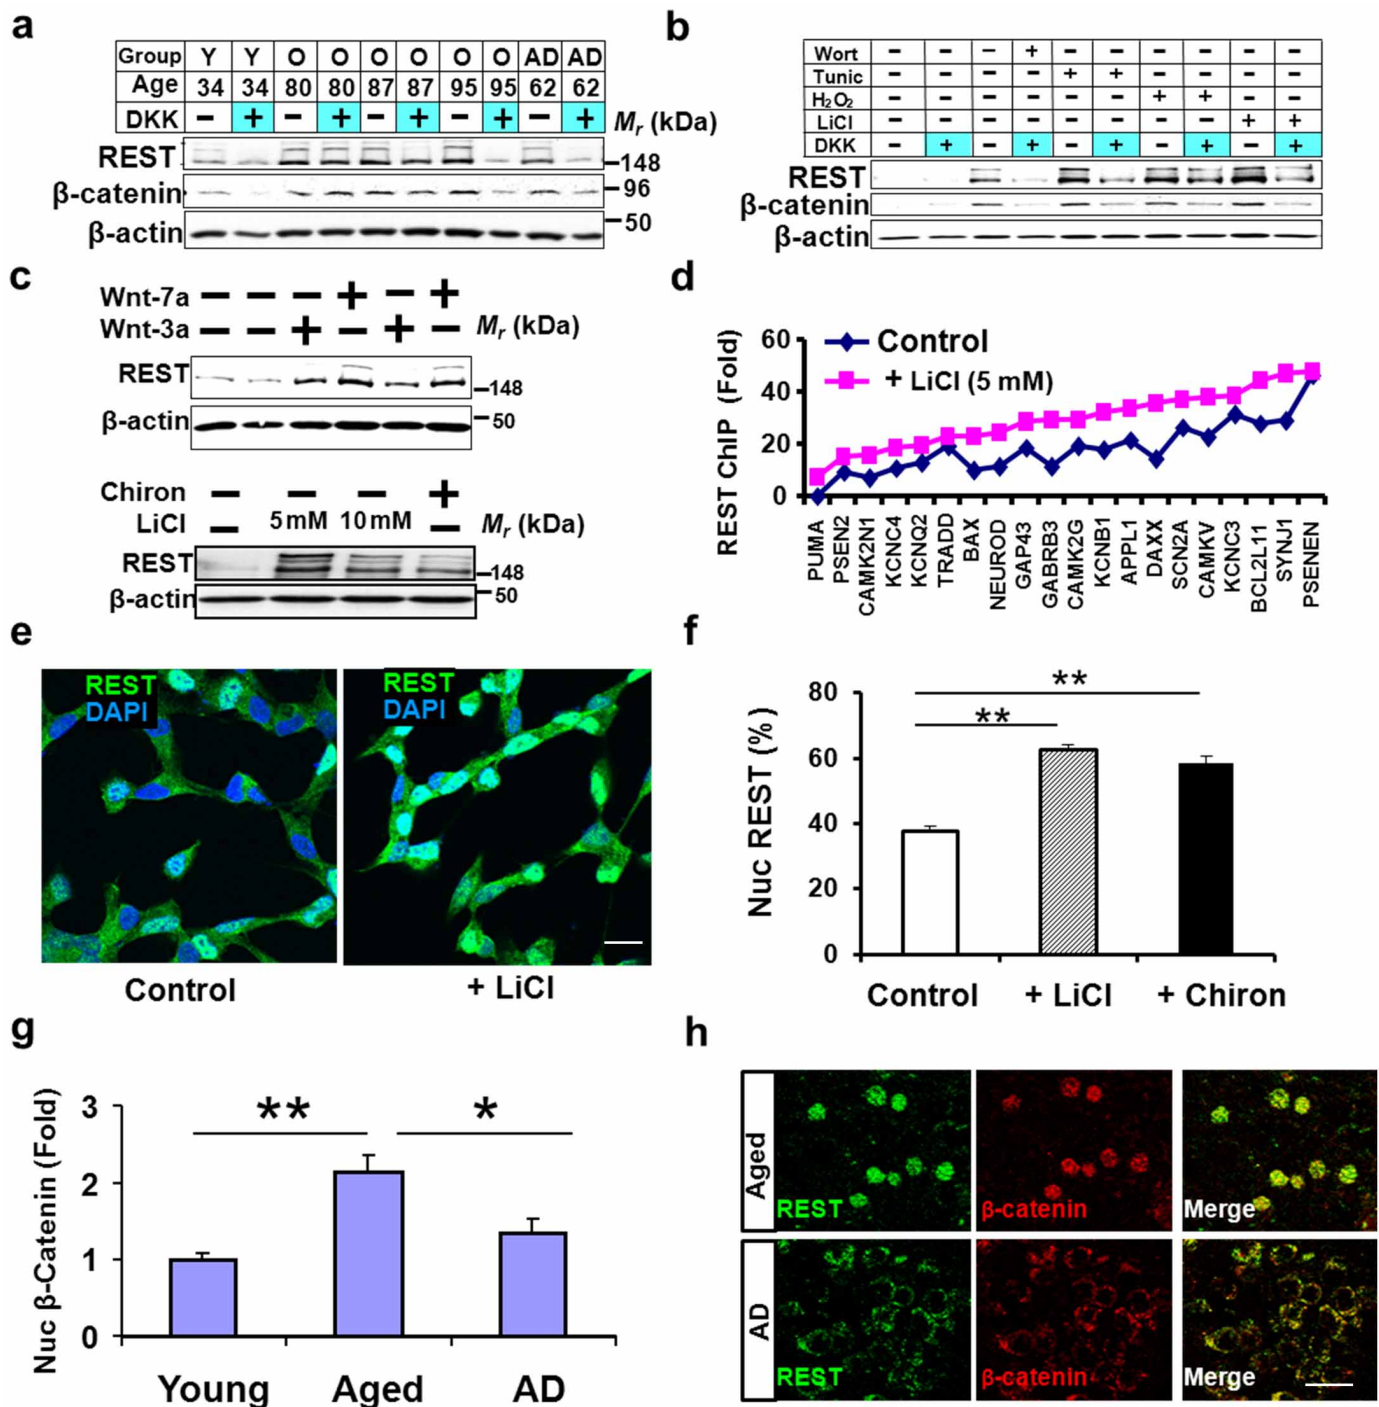 a
Group Y Y O O O O O O AD AD
Age 34 34 80 80 87 87 95 95 62 62
DKK − + − + − + − + − + Mr (kDa)
REST 148
β-catenin 96
β-actin 50
b
Wort − − − + − − − − − −
Tunic − − − − + + − − − −
H₂O₂ − − − − − − + + − −
LiCl − − − − − − − − + +
DKK − + − + − + − + − +
REST
β-catenin
β-actin
c
Wnt-7a − − − + − +
Wnt-3a − − + − + − Mr (kDa)
REST 148
β-actin 50
Chiron − − − +
LiCl − 5 mM 10 mM − Mr (kDa)
REST 148
β-actin 50
d
REST ChIP (Fold)
60
40
20
0
Control
+ LiCl (5 mM)
PUMA
PSEN2
CAMK2N1
KCNC4
KCNQ2
TRADD
BAX
NEUROD
GAP43
GABRB3
CAMK2G
KCNB1
APPL1
DAXX
SCN2A
CAMKV
KCNC3
BCL2L11
SYNJ1
PSENEN
e
REST
DAPI
REST
DAPI
Control
+ LiCl
f
Nuc REST (%)
80
60
40
20
0
**
**
Control + LiCl + Chiron
g
Nuc β-Catenin (Fold)
3
2
1
0
** *
Young Aged AD
h
Aged
REST β-catenin Merge
AD
REST β-catenin Merge